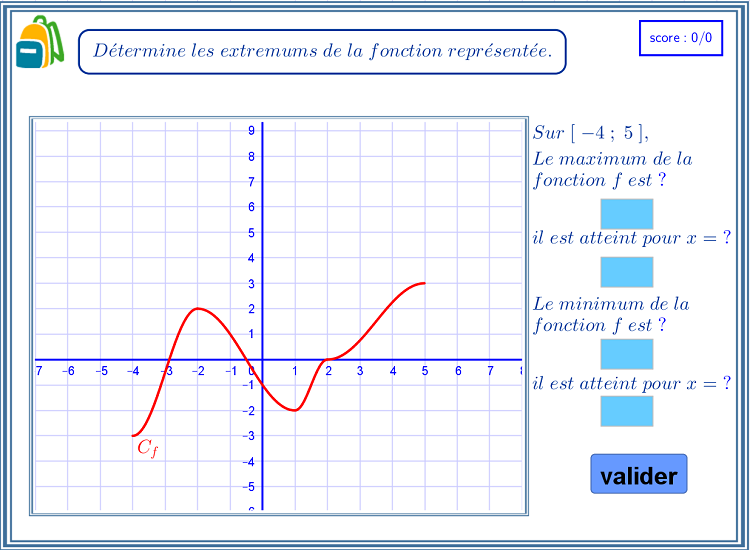 Détermine les extremums de la fonction représentée.
score : 0/0
Sur [ −4 ; 5 ],
Le maximum de la
fonction f est ?
il est atteint pour x = ?
Le minimum de la
fonction f est ?
il est atteint pour x = ?
valider
9
8
7
6
5
4
3
2
1
7 −6 −5 −4 −3 −2 −1 0 1 2 3 4 5 6 7 8
−1
−2
−3
C_f
−4
−5
−6